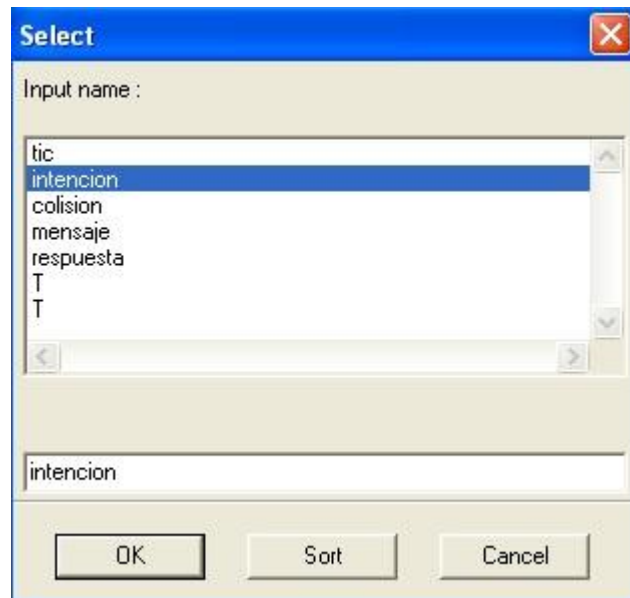 Select
Input name :
tic
intencion
colision
mensaje
respuesta
T
T
intencion
OK Sort Cancel